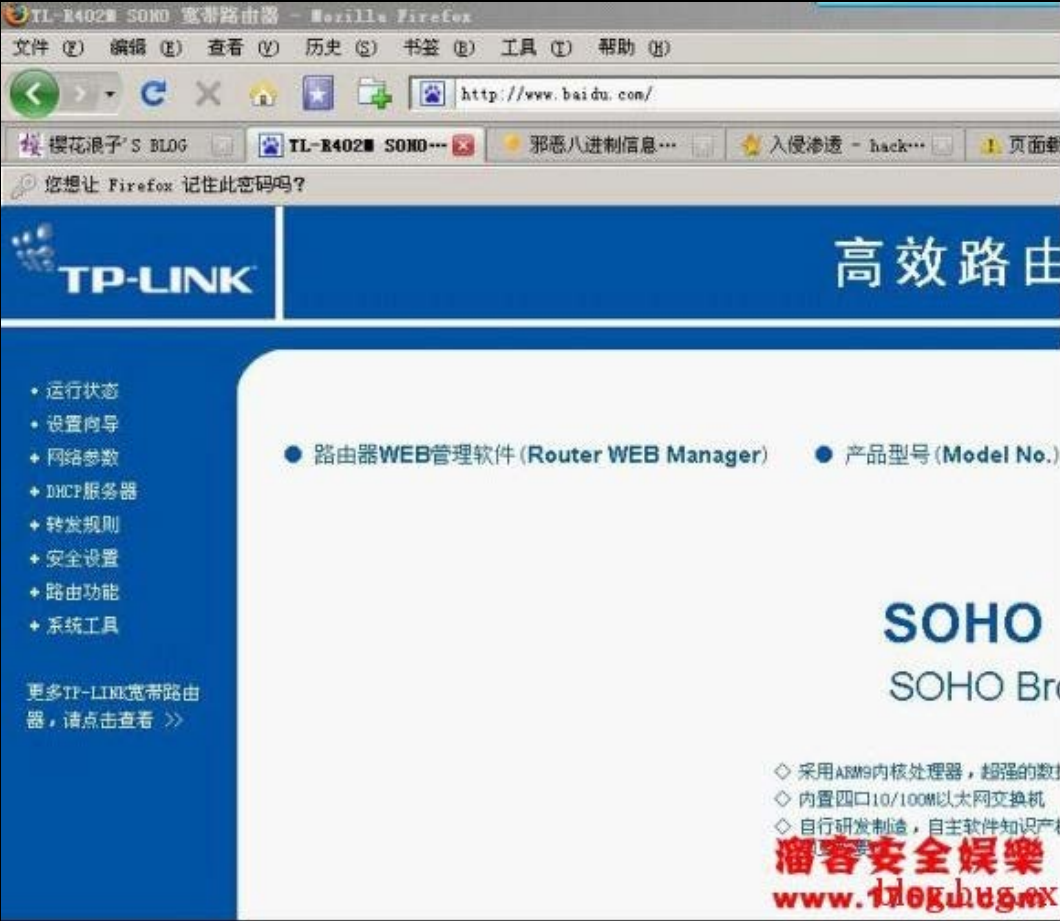 TL-R402M SOHO 宽带路由器 - Mozilla Firefox
文件 (F) 编辑 (E) 查看 (V) 历史 (S) 书签 (B) 工具 (T) 帮助 (H)
http://www.baidu.com/
樱花浪子'S BLOG TL-R402M SOHO… 邪恶八进制信息… 入侵渗透 - hack… 页面载
您想让 Firefox 记住此密码吗?
TP-LINK
高效路由
• 运行状态
• 设置向导
+ 网络参数
+ DHCP服务器
+ 转发规则
+ 安全设置
+ 路由功能
+ 系统工具
更多TP-LINK宽带路由
器，请点击查看 >>
● 路由器WEB管理软件(Router WEB Manager) ● 产品型号(Model No.)
SOHO
SOHO Bro
◇ 采用ARM9内核处理器，超强的数据
◇ 内置四口10/100M以太网交换机
◇ 自行研发制造，自主软件知识产权
溜客安全娱樂
www.176ku.com